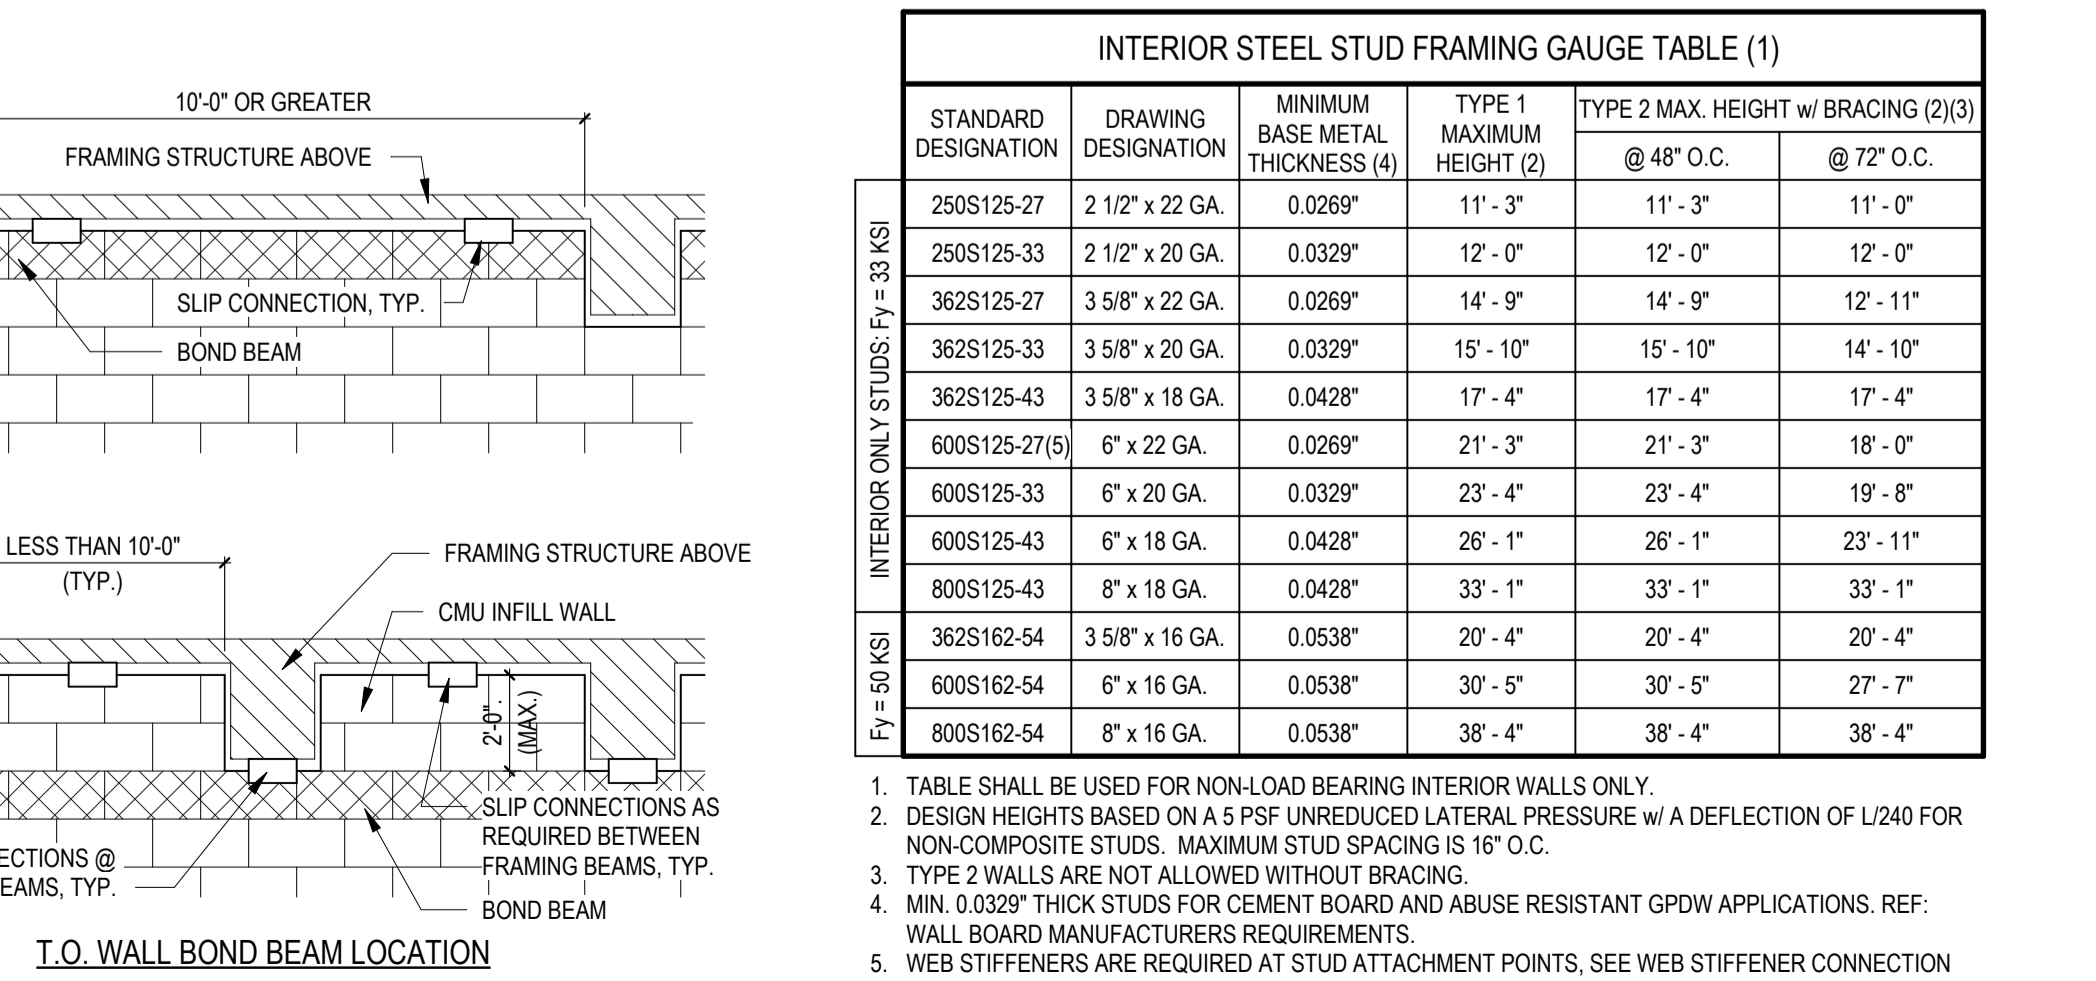 10'-0" OR GREATER
FRAMING STRUCTURE ABOVE
SLIP CONNECTION, TYP.
BOND BEAM
LESS THAN 10'-0"
(TYP.)
FRAMING STRUCTURE ABOVE
CMU INFILL WALL
2'-0".
(MAX.)
SLIP CONNECTIONS AS
REQUIRED BETWEEN
FRAMING BEAMS, TYP.
ECTIONS @
EAMS, TYP.
BOND BEAM
T.O. WALL BOND BEAM LOCATION
INTERIOR STEEL STUD FRAMING GAUGE TABLE (1)
STANDARD
DESIGNATION
DRAWING
DESIGNATION
MINIMUM
BASE METAL
THICKNESS (4)
TYPE 1
MAXIMUM
HEIGHT (2)
TYPE 2 MAX. HEIGHT w/ BRACING (2)(3)
@ 48" O.C. @ 72" O.C.
INTERIOR ONLY STUDS: Fy = 33 KSI
250S125-27 2 1/2" x 22 GA. 0.0269" 11' - 3" 11' - 3" 11' - 0"
250S125-33 2 1/2" x 20 GA. 0.0329" 12' - 0" 12' - 0" 12' - 0"
362S125-27 3 5/8" x 22 GA. 0.0269" 14' - 9" 14' - 9" 12' - 11"
362S125-33 3 5/8" x 20 GA. 0.0329" 15' - 10" 15' - 10" 14' - 10"
362S125-43 3 5/8" x 18 GA. 0.0428" 17' - 4" 17' - 4" 17' - 4"
600S125-27(5) 6" x 22 GA. 0.0269" 21' - 3" 21' - 3" 18' - 0"
600S125-33 6" x 20 GA. 0.0329" 23' - 4" 23' - 4" 19' - 8"
600S125-43 6" x 18 GA. 0.0428" 26' - 1" 26' - 1" 23' - 11"
800S125-43 8" x 18 GA. 0.0428" 33' - 1" 33' - 1" 33' - 1"
Fy = 50 KSI
362S162-54 3 5/8" x 16 GA. 0.0538" 20' - 4" 20' - 4" 20' - 4"
600S162-54 6" x 16 GA. 0.0538" 30' - 5" 30' - 5" 27' - 7"
800S162-54 8" x 16 GA. 0.0538" 38' - 4" 38' - 4" 38' - 4"
1. TABLE SHALL BE USED FOR NON-LOAD BEARING INTERIOR WALLS ONLY.
2. DESIGN HEIGHTS BASED ON A 5 PSF UNREDUCED LATERAL PRESSURE w/ A DEFLECTION OF L/240 FOR
NON-COMPOSITE STUDS. MAXIMUM STUD SPACING IS 16" O.C.
3. TYPE 2 WALLS ARE NOT ALLOWED WITHOUT BRACING.
4. MIN. 0.0329" THICK STUDS FOR CEMENT BOARD AND ABUSE RESISTANT GPDW APPLICATIONS. REF:
WALL BOARD MANUFACTURERS REQUIREMENTS.
5. WEB STIFFENERS ARE REQUIRED AT STUD ATTACHMENT POINTS, SEE WEB STIFFENER CONNECTION